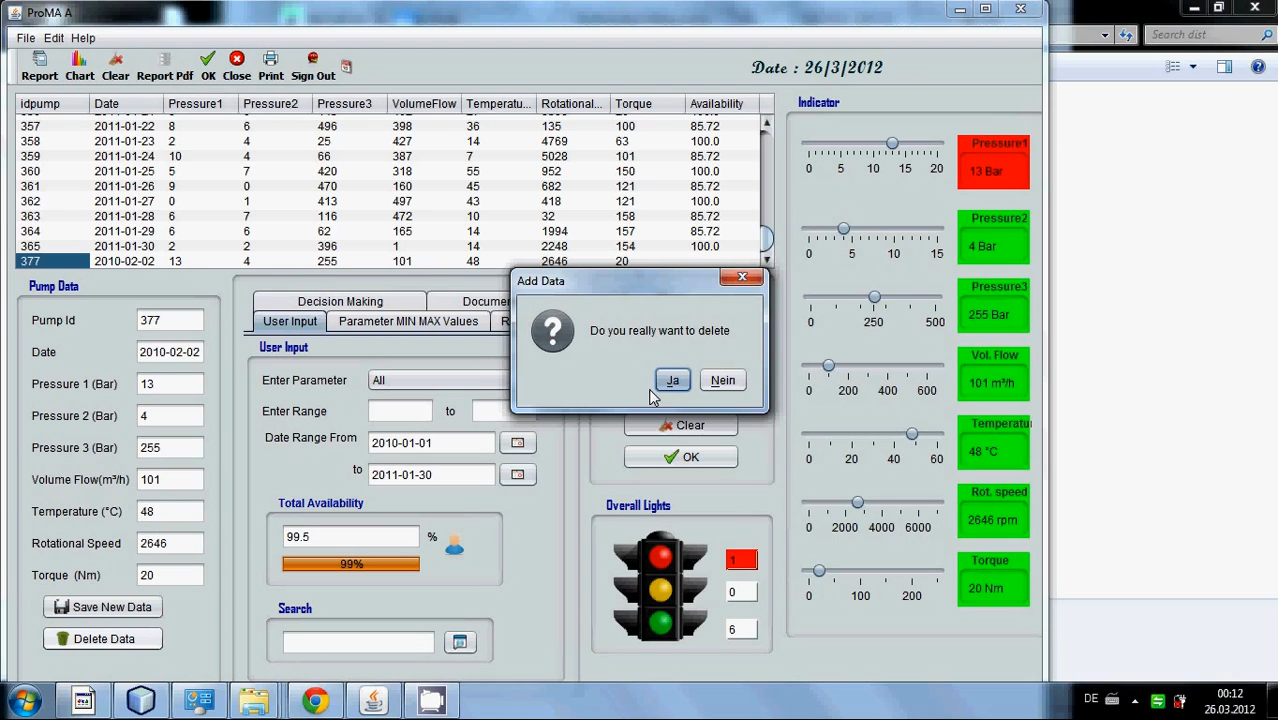 ProMA A
Search dist
File Edit Help
Report Chart Clear Report Pdf OK Close Print Sign Out
Date : 26/3/2012
idpump Date Pressure1 Pressure2 Pressure3 VolumeFlow Temperatu... Rotational... Torque Availability
357 2011-01-22 8 6 496 398 36 135 100 85.72
358 2011-01-23 2 4 25 427 14 4769 63 100.0
359 2011-01-24 10 4 66 387 7 5028 101 85.72
360 2011-01-25 5 7 420 318 55 952 150 85.72
361 2011-01-26 9 0 470 160 45 682 121 85.72
362 2011-01-27 0 1 413 497 43 418 121 100.0
363 2011-01-28 6 7 116 472 10 32 158 85.72
364 2011-01-29 6 6 228 165 14 1994 157 85.72
365 2011-01-30 2 2 396 1 14 2248 154 100.0
377 2010-02-02 13 4 255 101 48 2646 20
Indicator
0 5 10 15 20
Pressure1
13 Bar
0 5 10 15
Pressure2
4 Bar
0 250 500
Pressure3
255 Bar
0 200 400 600
Vol. Flow
101 m³/h
0 20 40 60
Temperatu
48 °C
0 2000 4000 6000
Rot. speed
2646 rpm
0 100 200
Torque
20 Nm
Pump Data
Pump Id 377
Date 2010-02-02
Pressure 1 (Bar) 13
Pressure 2 (Bar) 4
Pressure 3 (Bar) 255
Volume Flow(m³/h) 101
Temperature (°C) 48
Rotational Speed 2646
Torque (Nm) 20
Save New Data
Delete Data
Decision Making Docume
User Input Parameter MIN MAX Values R
User Input
Enter Parameter All
Enter Range to
Date Range From 2010-01-01
to 2011-01-30
Total Availability
99.5 %
99%
Search
Add Data
Do you really want to delete
Ja Nein
Clear
OK
Overall Lights
1
0
6
DE
00:12
26.03.2012